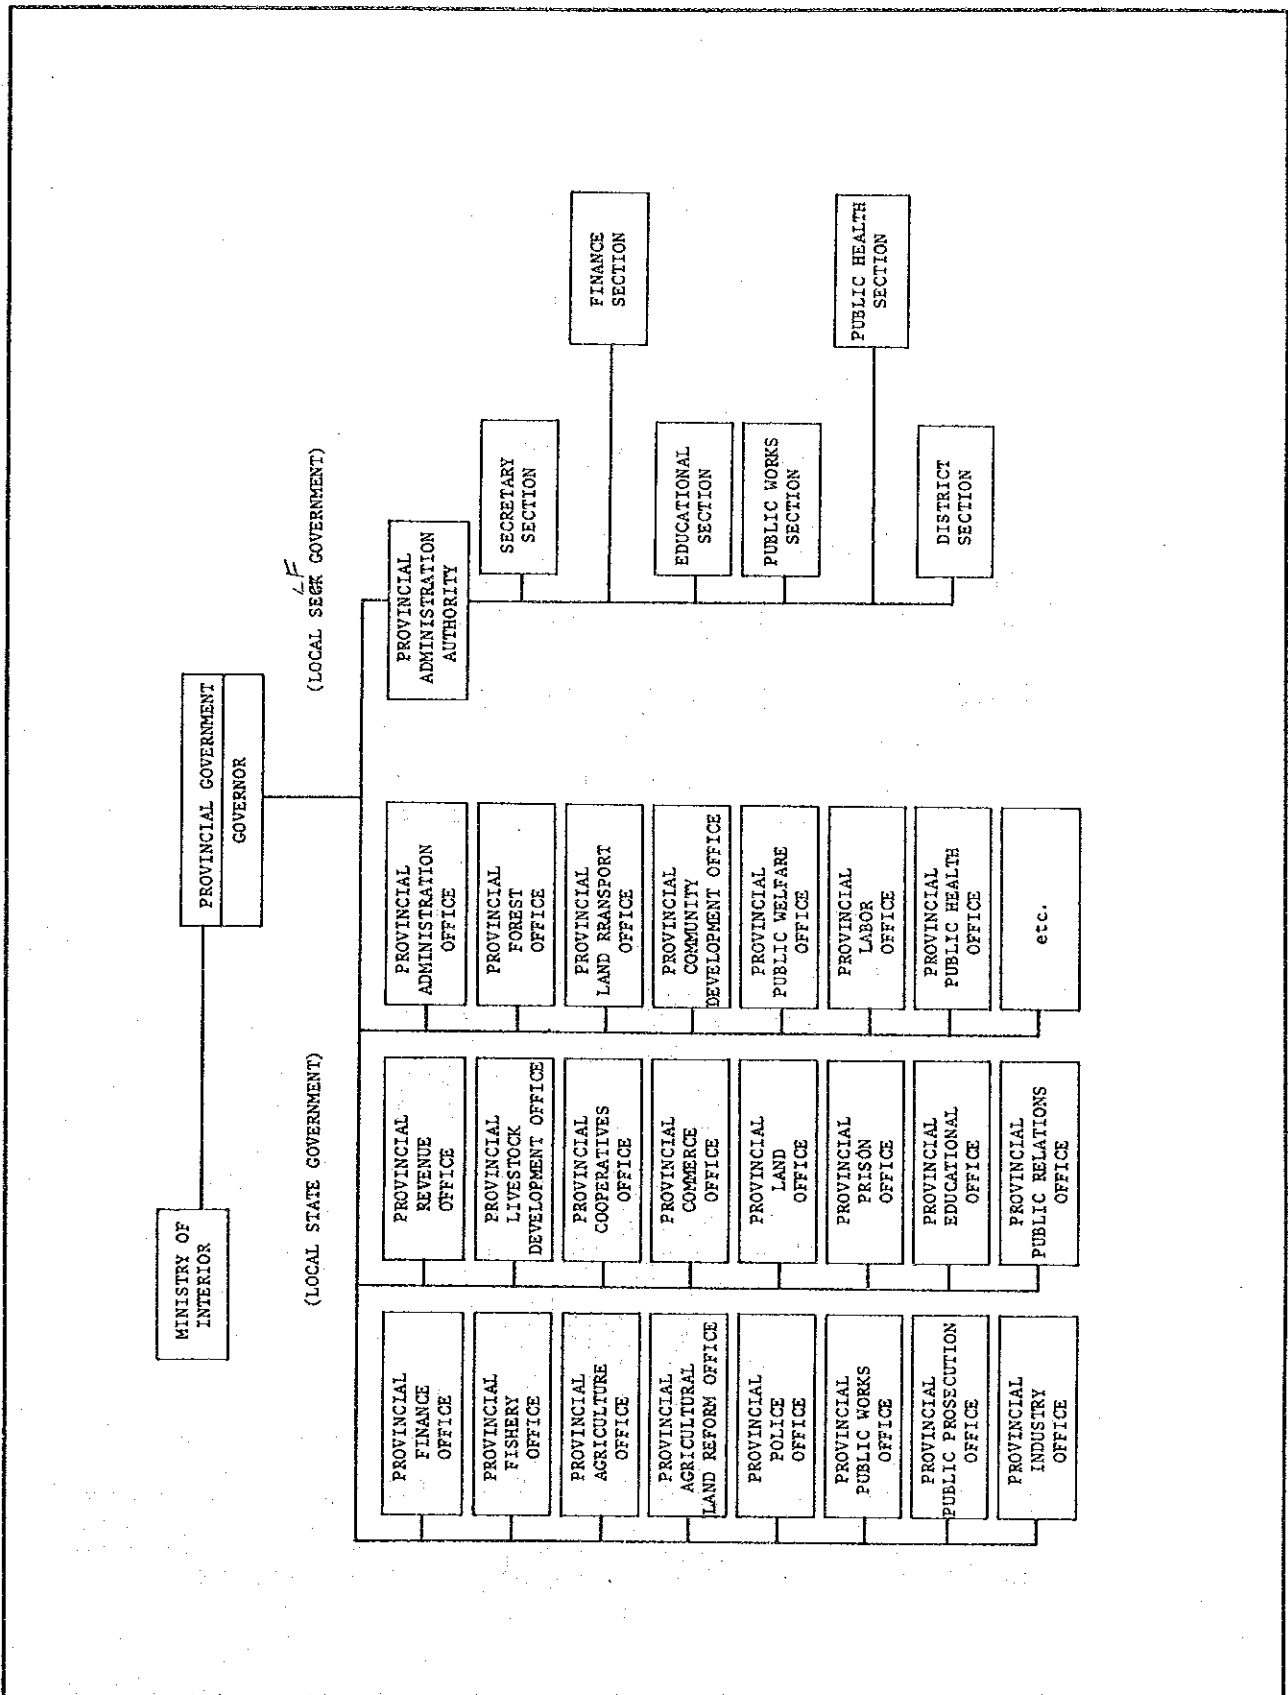 MINISTRY OF
INTERIOR
PROVINCIAL GOVERNMENT
GOVERNOR
(LOCAL STATE GOVERNMENT)
LF
(LOCAL SEGK GOVERNMENT)
PROVINCIAL
FINANCE
OFFICE
PROVINCIAL
FISHERY
OFFICE
PROVINCIAL
AGRICULTURE
OFFICE
PROVINCIAL
AGRICULTURAL
LAND REFORM OFFICE
PROVINCIAL
POLICE
OFFICE
PROVINCIAL
PUBLIC WORKS
OFFICE
PROVINCIAL
PUBLIC PROSECUTION
OFFICE
PROVINCIAL
INDUSTRY
OFFICE
PROVINCIAL
REVENUE
OFFICE
PROVINCIAL
LIVESTOCK
DEVELOPMENT OFFICE
PROVINCIAL
COOPERATIVES
OFFICE
PROVINCIAL
COMMERCE
OFFICE
PROVINCIAL
LAND
OFFICE
PROVINCIAL
PRISON
OFFICE
PROVINCIAL
EDUCATIONAL
OFFICE
PROVINCIAL
PUBLIC RELATIONS
OFFICE
PROVINCIAL
ADMINISTRATION
OFFICE
PROVINCIAL
FOREST
OFFICE
PROVINCIAL
LAND RRANSPORT
OFFICE
PROVINCIAL
COMMUNITY
DEVELOPMENT OFFICE
PROVINCIAL
PUBLIC WELFARE
OFFICE
PROVINCIAL
LABOR
OFFICE
PROVINCIAL
PUBLIC HEALTH
OFFICE
etc.
PROVINCIAL
ADMINISTRATION
AUTHORITY
SECRETARY
SECTION
FINANCE
SECTION
EDUCATIONAL
SECTION
PUBLIC WORKS
SECTION
PUBLIC HEALTH
SECTION
DISTRICT
SECTION